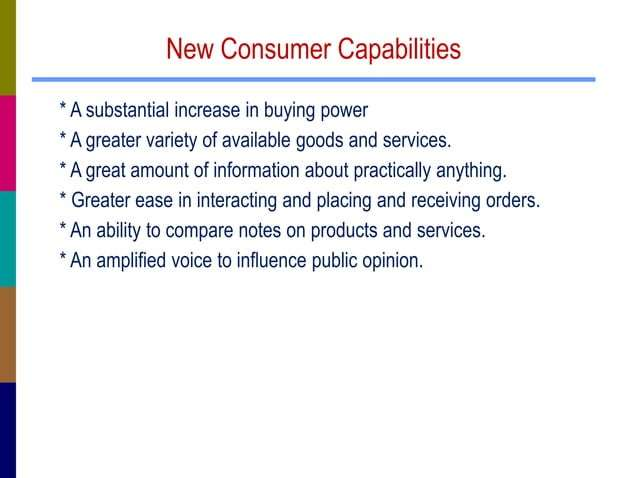 New Consumer Capabilities
* A substantial increase in buying power
* A greater variety of available goods and services.
* A great amount of information about practically anything.
* Greater ease in interacting and placing and receiving orders.
* An ability to compare notes on products and services.
* An amplified voice to influence public opinion.